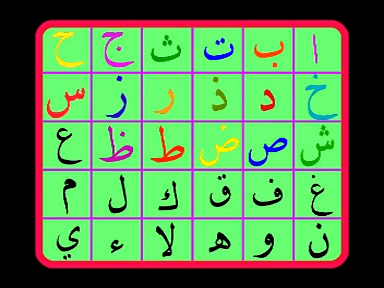 ا ب ت ث ج ح
خ د ذ ر ز س
ش ص ض ط ظ ع
غ ف ق ك ل م
ن و ه لا ء ي